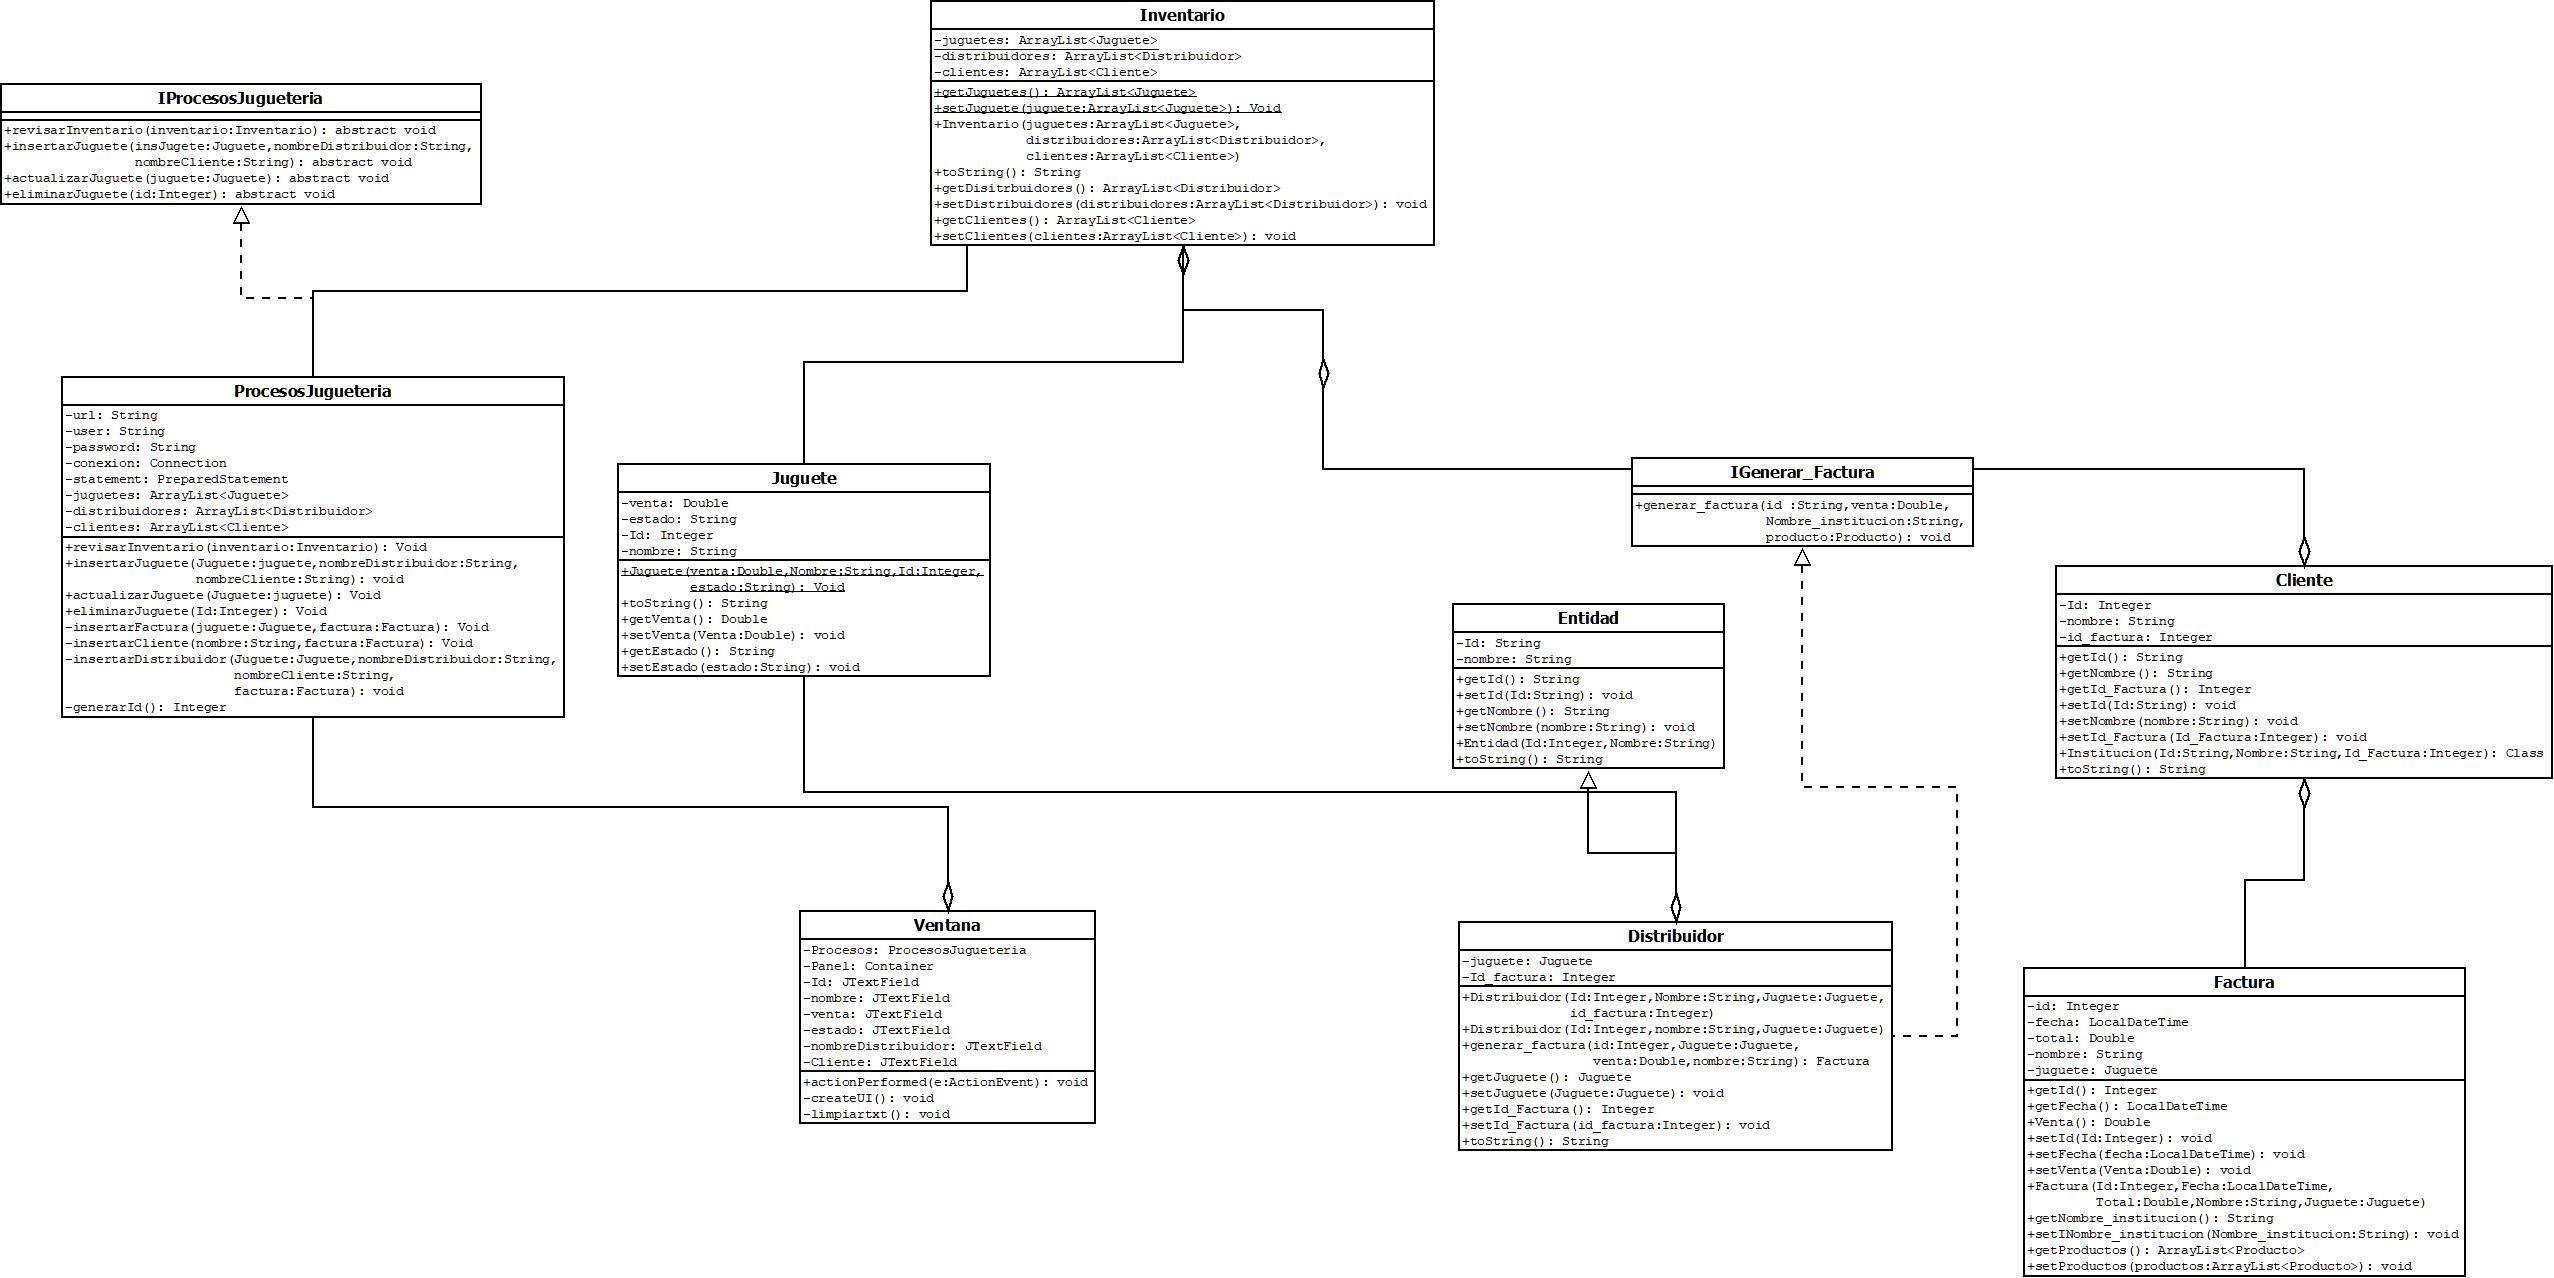 Inventario
-juguetes: ArrayList<Juguete>
-distribuidores: ArrayList<Distribuidor>
-clientes: ArrayList<Cliente>
+getJuguetes(): ArrayList<Juguete>
+setJuguete(juguete:ArrayList<Juguete>): Void
+Inventario(juguetes:ArrayList<Juguete>,
distribuidores:ArrayList<Distribuidor>,
clientes:ArrayList<Cliente>)
+toString(): String
+getDisitrbuidores(): ArrayList<Distribuidor>
+setDistribuidores(distribuidores:ArrayList<Distribuidor>): void
+getClientes(): ArrayList<Cliente>
+setClientes(clientes:ArrayList<Cliente>): void
IProcesosJugueteria
+revisarInventario(inventario:Inventario): abstract void
+insertarJuguete(insJugete:Juguete,nombreDistribuidor:String,
nombreCliente:String): abstract void
+actualizarJuguete(juguete:Juguete): abstract void
+eliminarJuguete(id:Integer): abstract void
ProcesosJugueteria
-url: String
-user: String
-password: String
-conexion: Connection
-statement: PreparedStatement
-juguetes: ArrayList<Juguete>
-distribuidores: ArrayList<Distribuidor>
-clientes: ArrayList<Cliente>
+revisarInventario(inventario:Inventario): Void
+insertarJuguete(Juguete:juguete,nombreDistribuidor:String,
nombreCliente:String): void
+actualizarJuguete(Juguete:juguete): Void
+eliminarJuguete(Id:Integer): Void
-insertarFactura(juguete:Juguete,factura:Factura): Void
-insertarCliente(nombre:String,factura:Factura): Void
-insertarDistribuidor(Juguete:Juguete,nombreDistribuidor:String,
nombreCliente:String,
factura:Factura): void
-generarId(): Integer
Juguete
-venta: Double
-estado: String
-Id: Integer
-nombre: String
+Juguete(venta:Double,Nombre:String,Id:Integer,
estado:String): Void
+toString(): String
+getVenta(): Double
+setVenta(Venta:Double): void
+getEstado(): String
+setEstado(estado:String): void
IGenerar_Factura
+generar_factura(id :String,venta:Double,
Nombre_institucion:String,
producto:Producto): void
Entidad
-Id: String
-nombre: String
+getId(): String
+setId(Id:String): void
+getNombre(): String
+setNombre(nombre:String): void
+Entidad(Id:Integer,Nombre:String)
+toString(): String
Cliente
-Id: Integer
-nombre: String
-id_factura: Integer
+getId(): String
+getNombre(): String
+getId_Factura(): Integer
+setId(Id:String): void
+setNombre(nombre:String): void
+setId_Factura(Id_Factura:Integer): void
+Institucion(Id:String,Nombre:String,Id_Factura:Integer): Class
+toString(): String
Ventana
-Procesos: ProcesosJugueteria
-Panel: Container
-Id: JTextField
-nombre: JTextField
-venta: JTextField
-estado: JTextField
-nombreDistribuidor: JTextField
-Cliente: JTextField
+actionPerformed(e:ActionEvent): void
-createUI(): void
-limpiartxt(): void
Distribuidor
-juguete: Juguete
-Id_factura: Integer
+Distribuidor(Id:Integer,Nombre:String,Juguete:Juguete,
id_factura:Integer)
+Distribuidor(Id:Integer,nombre:String,Juguete:Juguete)
+generar_factura(id:Integer,Juguete:Juguete,
venta:Double,nombre:String): Factura
+getJuguete(): Juguete
+setJuguete(Juguete:Juguete): void
+getId_Factura(): Integer
+setId_Factura(id_factura:Integer): void
+toString(): String
Factura
-id: Integer
-fecha: LocalDateTime
-total: Double
-nombre: String
-juguete: Juguete
+getId(): Integer
+getFecha(): LocalDateTime
+Venta(): Double
+setId(Id:Integer): void
+setFecha(fecha:LocalDateTime): void
+setVenta(Venta:Double): void
+Factura(Id:Integer,Fecha:LocalDateTime,
Total:Double,Nombre:String,Juguete:Juguete)
+getNombre_institucion(): String
+setINombre_institucion(Nombre_institucion:String): void
+getProductos(): ArrayList<Producto>
+setProductos(productos:ArrayList<Producto>): void